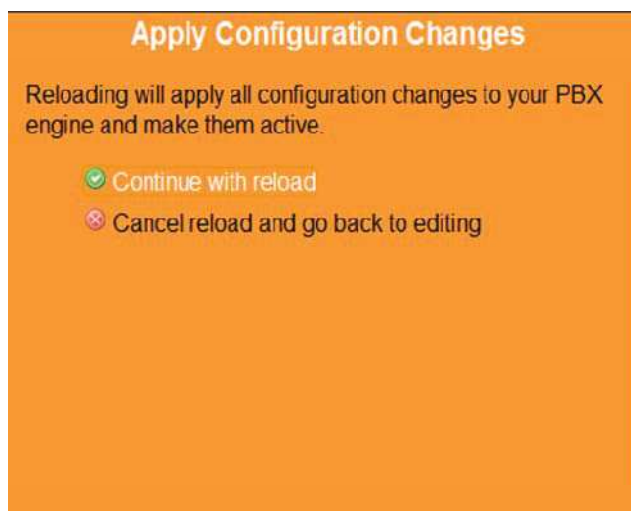 Apply Configuration Changes
Reloading will apply all configuration changes to your PBX
engine and make them active.
Continue with reload
Cancel reload and go back to editing